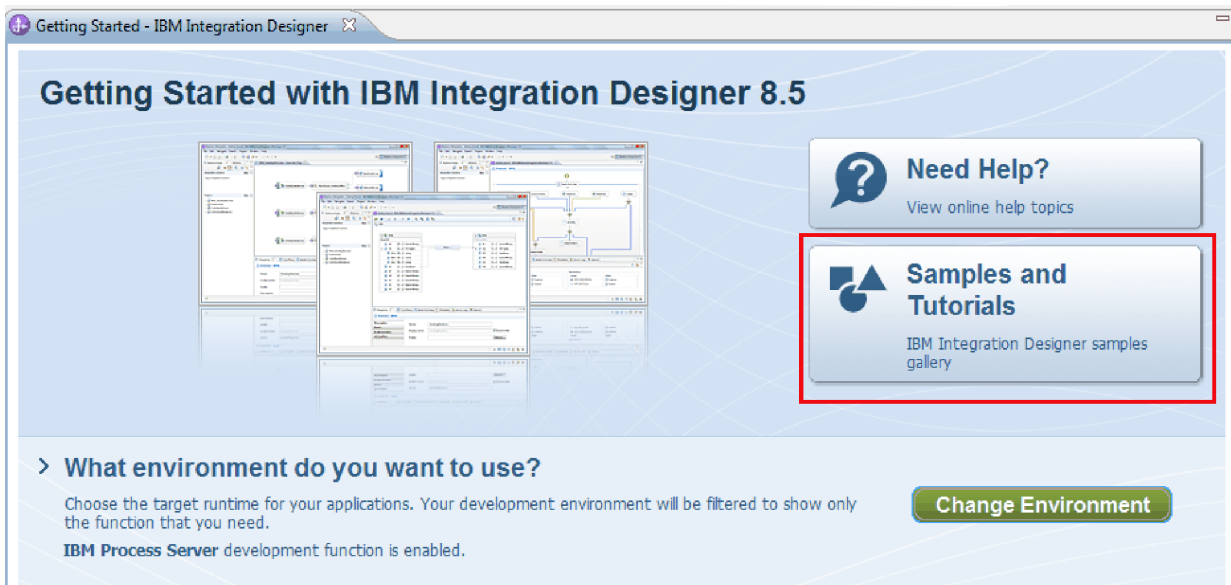 Getting Started - IBM Integration Designer
Getting Started with IBM Integration Designer 8.5
Need Help?
View online help topics
Samples and
Tutorials
IBM Integration Designer samples
gallery
What environment do you want to use?
Choose the target runtime for your applications. Your development environment will be filtered to show only
the function that you need.
IBM Process Server development function is enabled.
Change Environment